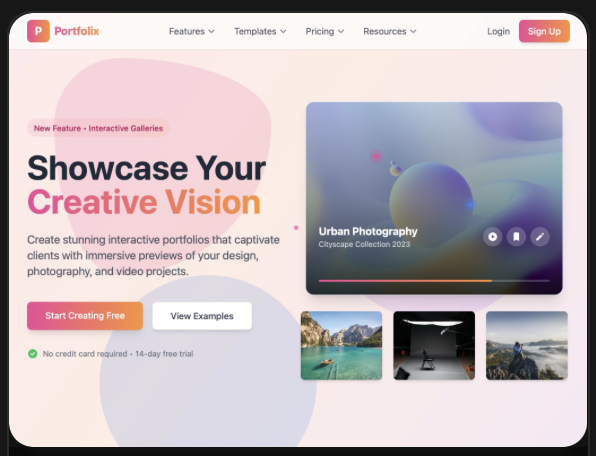 P Portfolix
Features
Templates
Pricing
Resources
Login
Sign Up
New Feature • Interactive Galleries
Showcase Your
Creative Vision
Create stunning interactive portfolios that captivate
clients with immersive previews of your design,
photography, and video projects.
Start Creating Free
View Examples
No credit card required • 14-day free trial
Urban Photography
Cityscape Collection 2023